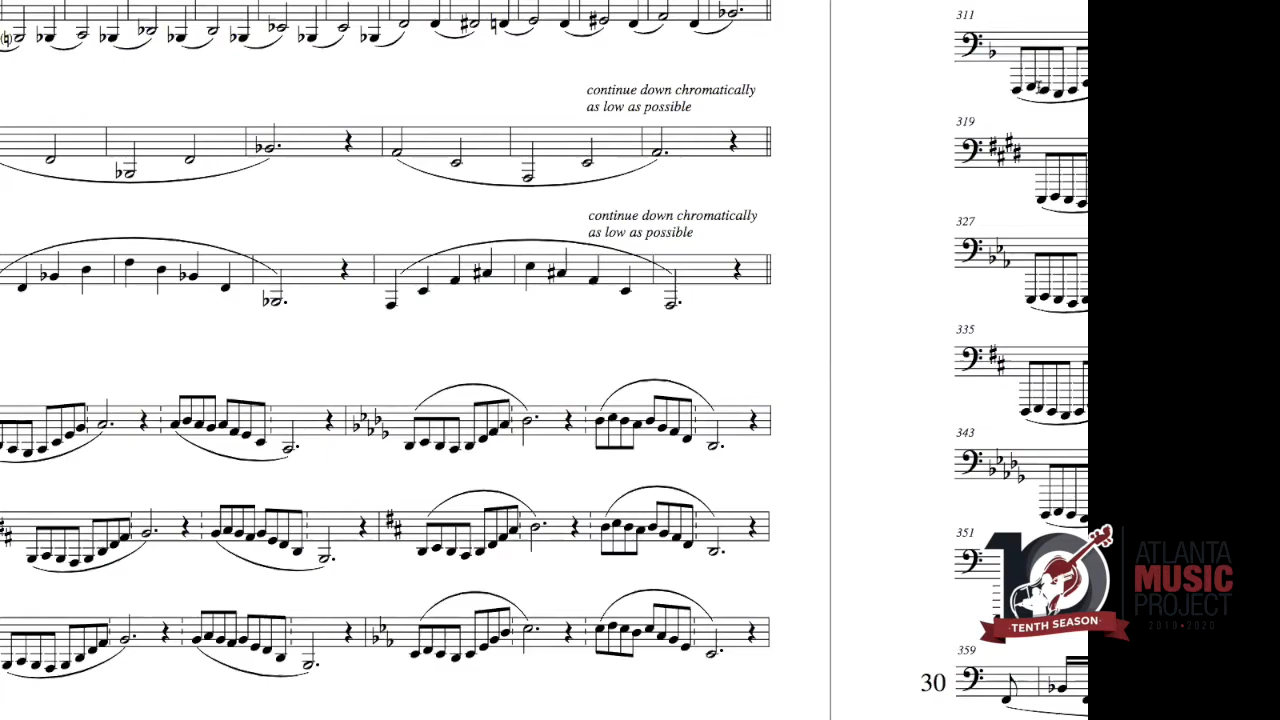 continue down chromatically
as low as possible
continue down chromatically
as low as possible
311
319
327
335
343
351
359
30
10
TENTH SEASON
ATLANTA
MUSIC
PROJECT
2010•2020